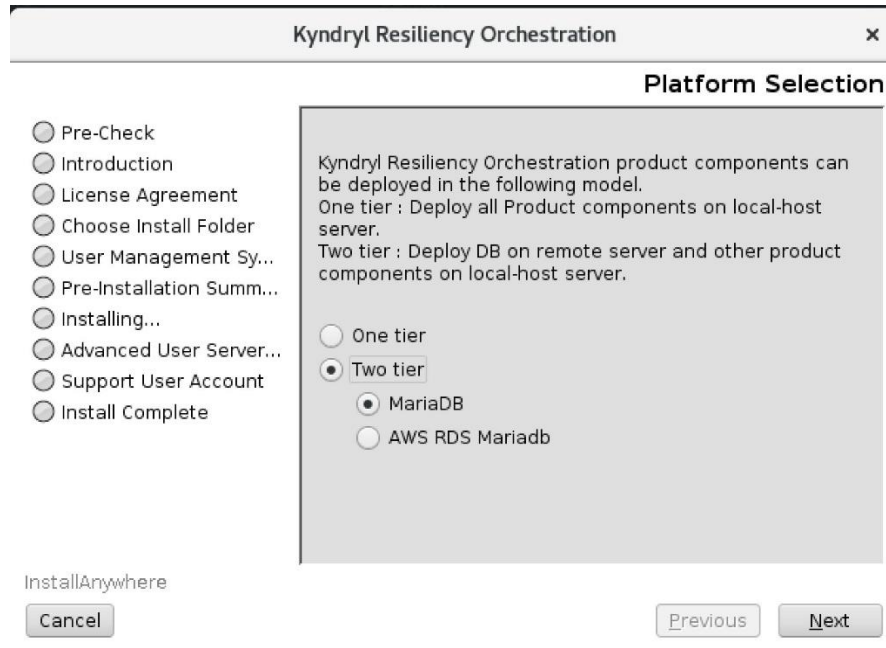 Kyndryl Resiliency Orchestration
×
Platform Selection
Pre-Check
Introduction
License Agreement
Choose Install Folder
User Management Sy...
Pre-Installation Summ...
Installing...
Advanced User Server...
Support User Account
Install Complete
Kyndryl Resiliency Orchestration product components can
be deployed in the following model.
One tier : Deploy all Product components on local-host
server.
Two tier : Deploy DB on remote server and other product
components on local-host server.
One tier
Two tier
MariaDB
AWS RDS Mariadb
InstallAnywhere
Cancel
Previous
Next